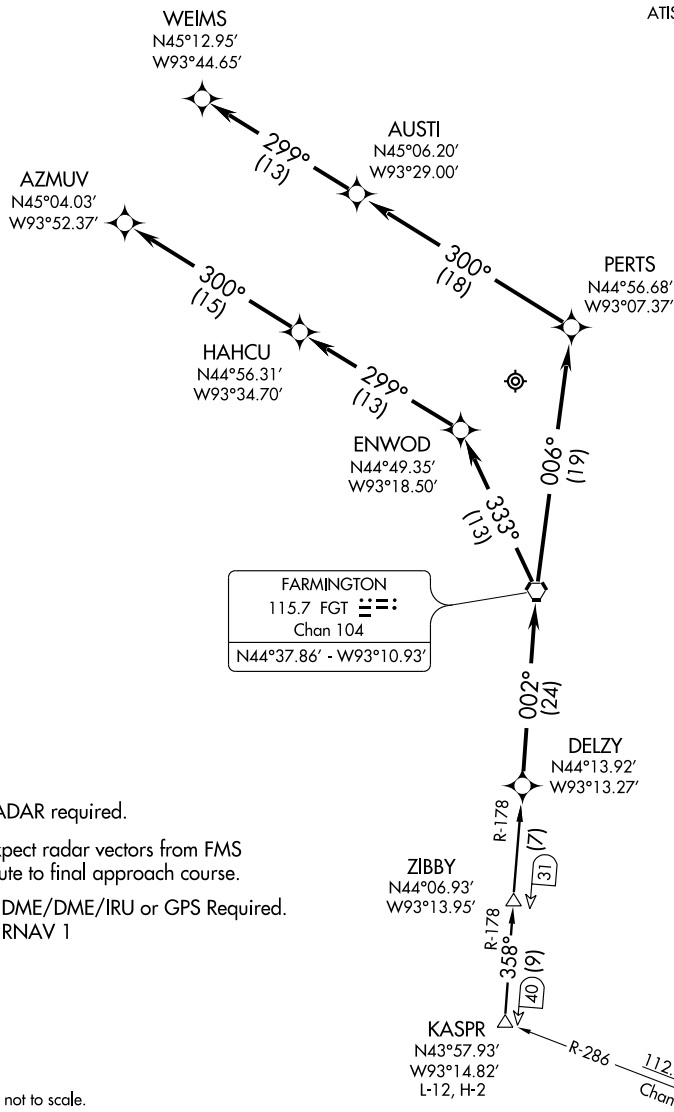 ATIS
WEIMS
N45°12.95′
W93°44.65′
299°
(13)
AUSTI
N45°06.20′
W93°29.00′
AZMUV
N45°04.03′
W93°52.37′
300°
(18)
PERTS
N44°56.68′
W93°07.37′
300°
(15)
HAHCU
N44°56.31′
W93°34.70′
299°
(13)
ENWOD
N44°49.35′
W93°18.50′
006°
(19)
333°
(13)
FARMINGTON
115.7 FGT
Chan 104
N44°37.86′ - W93°10.93′
002°
(24)
DELZY
N44°13.92′
W93°13.27′
R-178
(7)
31
ZIBBY
N44°06.93′
W93°13.95′
R-178
358°
(9)
40
KASPR
N43°57.93′
W93°14.82′
L-12, H-2
R-286
112.
Chan
ADAR required.
xpect radar vectors from FMS
ute to final approach course.
DME/DME/IRU or GPS Required.
RNAV 1
not to scale.